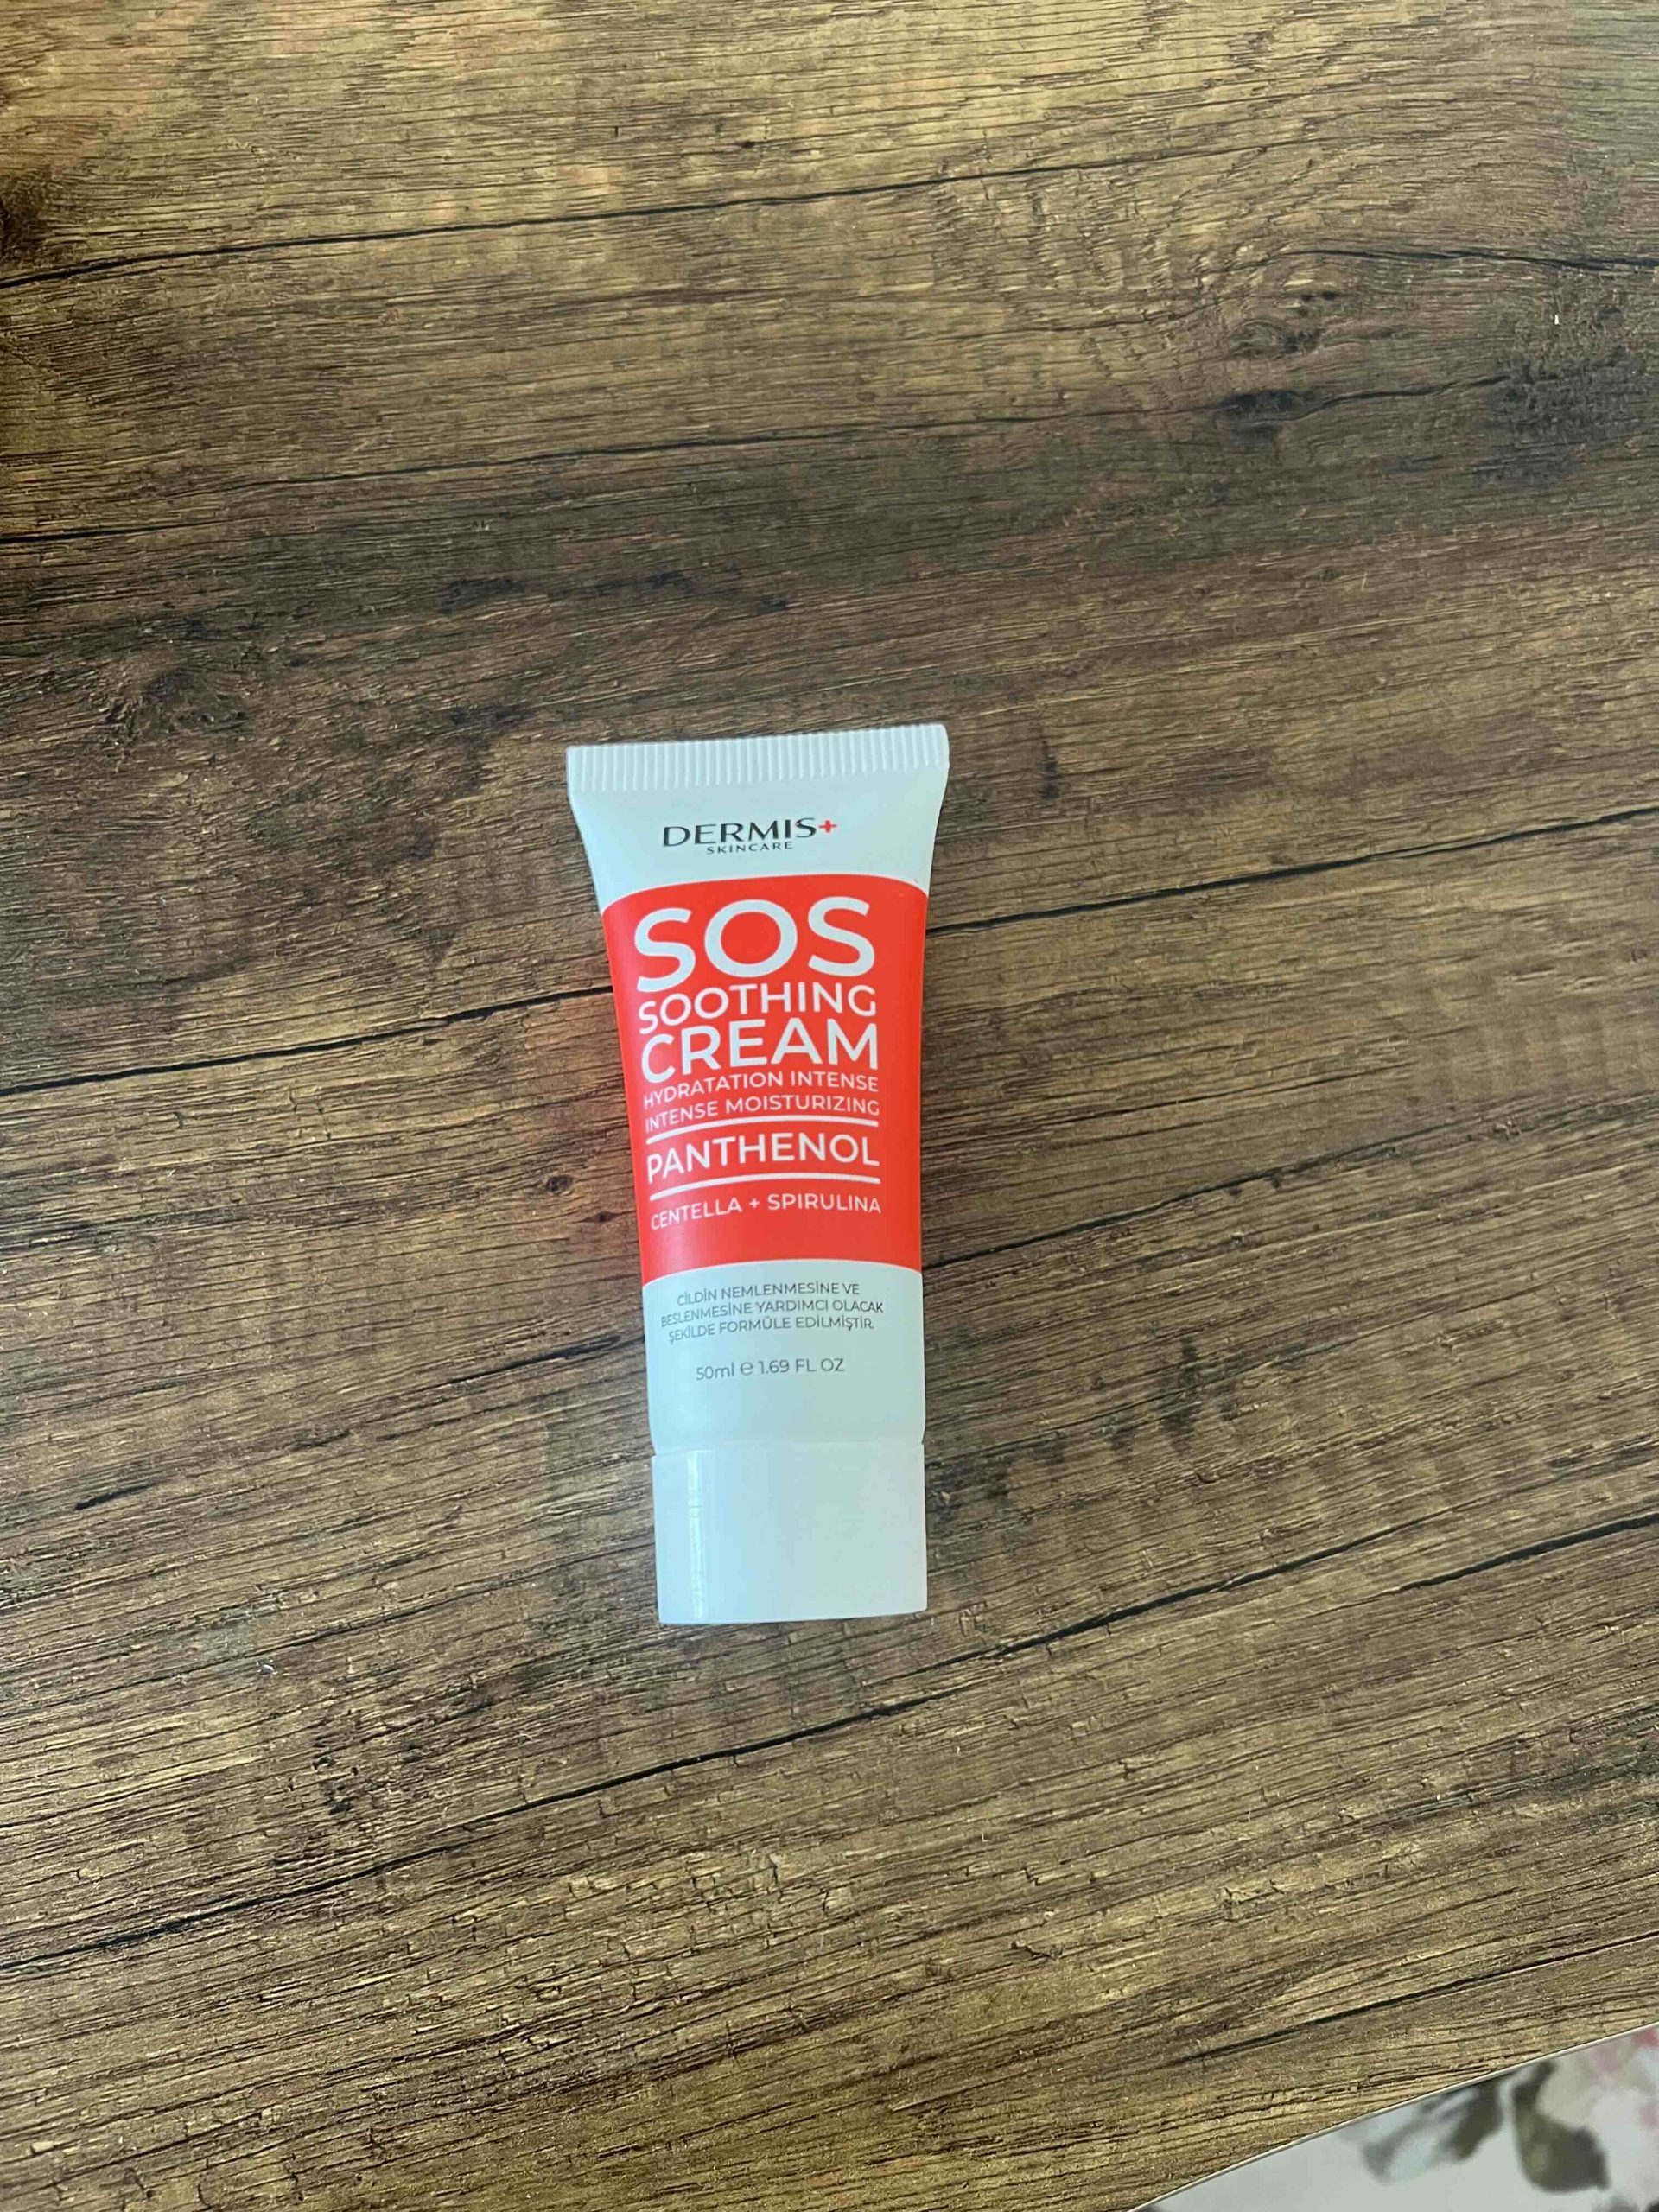 DERMIS+
SKINCARE
SOS
SOOTHING
CREAM
HYDRATATION INTENSE
INTENSE MOISTURIZING
PANTHENOL
CENTELLA + SPIRULINA
CİLDİN NEMLENMESİNE VE
BESLENMESİNE YARDIMCI OLACAK
ŞEKİLDE FORMÜLE EDİLMİŞTİR.
50ml ℮ 1.69 FL OZ